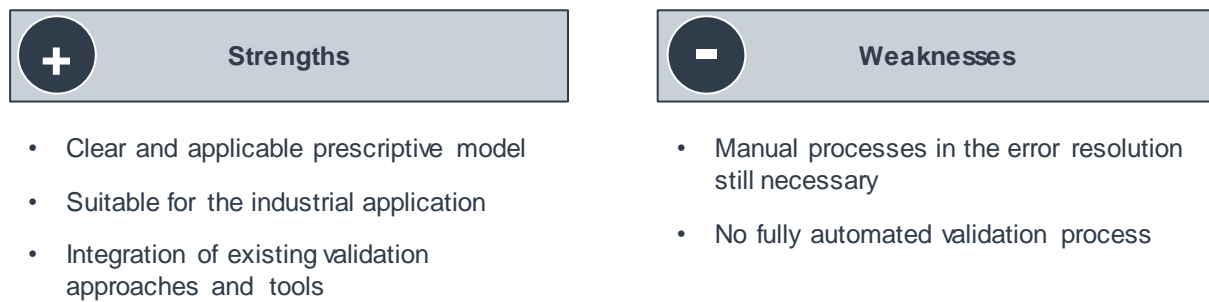 +
Strengths
• Clear and applicable prescriptive model
• Suitable for the industrial application
• Integration of existing validation
approaches and tools
-
Weaknesses
• Manual processes in the error resolution
still necessary
• No fully automated validation process